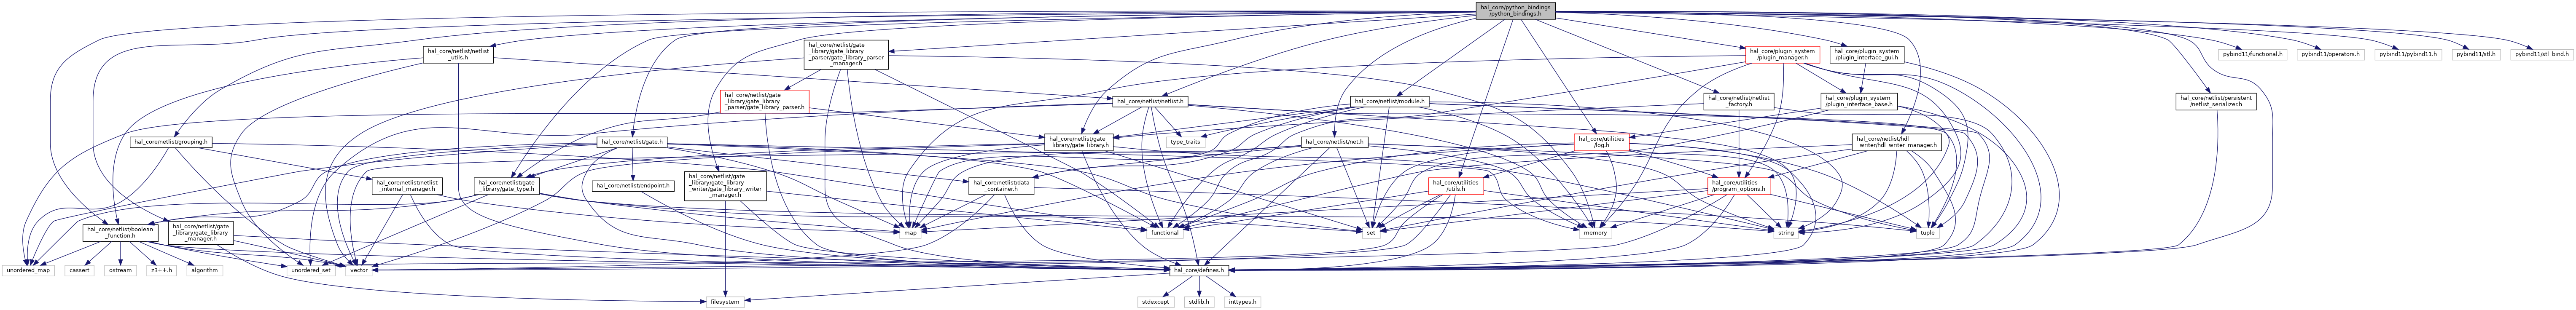 hal_core/python_bindings
/python_bindings.h
hal_core/netlist/netlist
_utils.h
hal_core/netlist/gate
_library/gate_library
_parser/gate_library_parser
_manager.h
hal_core/plugin_system
/plugin_manager.h
hal_core/plugin_system
/plugin_interface_gui.h
pybind11/functional.h
pybind11/operators.h
pybind11/pybind11.h
pybind11/stl.h
pybind11/stl_bind.h
hal_core/netlist/gate
_library/gate_library
_parser/gate_library_parser.h
hal_core/netlist/netlist.h
hal_core/netlist/module.h
hal_core/netlist/netlist
_factory.h
hal_core/plugin_system
/plugin_interface_base.h
hal_core/netlist/persistent
/netlist_serializer.h
hal_core/netlist/grouping.h
hal_core/netlist/gate.h
hal_core/netlist/gate
_library/gate_library.h
type_traits
hal_core/netlist/net.h
hal_core/utilities
/log.h
hal_core/netlist/hdl
_writer/hdl_writer_manager.h
hal_core/netlist/netlist
_internal_manager.h
hal_core/netlist/gate
_library/gate_type.h
hal_core/netlist/endpoint.h
hal_core/netlist/gate
_library/gate_library
_writer/gate_library_writer
_manager.h
hal_core/netlist/data
_container.h
hal_core/utilities
/utils.h
hal_core/utilities
/program_options.h
hal_core/netlist/boolean
_function.h
hal_core/netlist/gate
_library/gate_library
_manager.h
map
functional
set
memory
string
tuple
unordered_map
cassert
ostream
z3++.h
algorithm
unordered_set
vector
hal_core/defines.h
filesystem
stdexcept
stdlib.h
inttypes.h